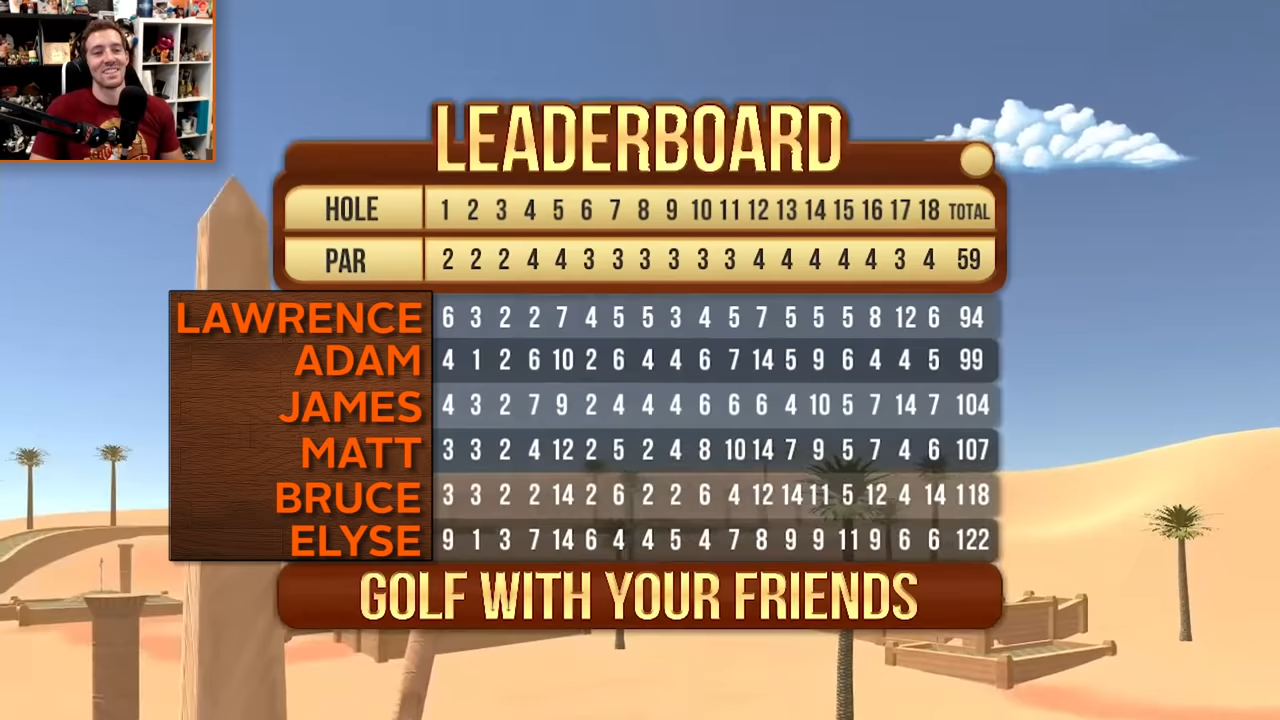 LEADERBOARD
HOLE 1 2 3 4 5 6 7 8 9 10 11 12 13 14 15 16 17 18 TOTAL
PAR 2 2 2 4 4 3 3 3 3 3 3 4 4 4 4 4 3 4 59
LAWRENCE 6 3 2 2 7 4 5 5 3 4 5 7 5 5 5 8 12 6 94
ADAM 4 1 2 6 10 2 6 4 4 6 7 14 5 9 6 4 4 5 99
JAMES 4 3 2 7 9 2 4 4 4 6 6 6 4 10 5 7 14 7 104
MATT 3 3 2 4 12 2 5 2 4 8 10 14 7 9 5 7 4 6 107
BRUCE 3 3 2 2 14 2 6 2 2 6 4 12 14 11 5 12 4 14 118
ELYSE 9 1 3 7 14 6 4 4 5 4 7 8 9 9 11 9 6 6 122
GOLF WITH YOUR FRIENDS